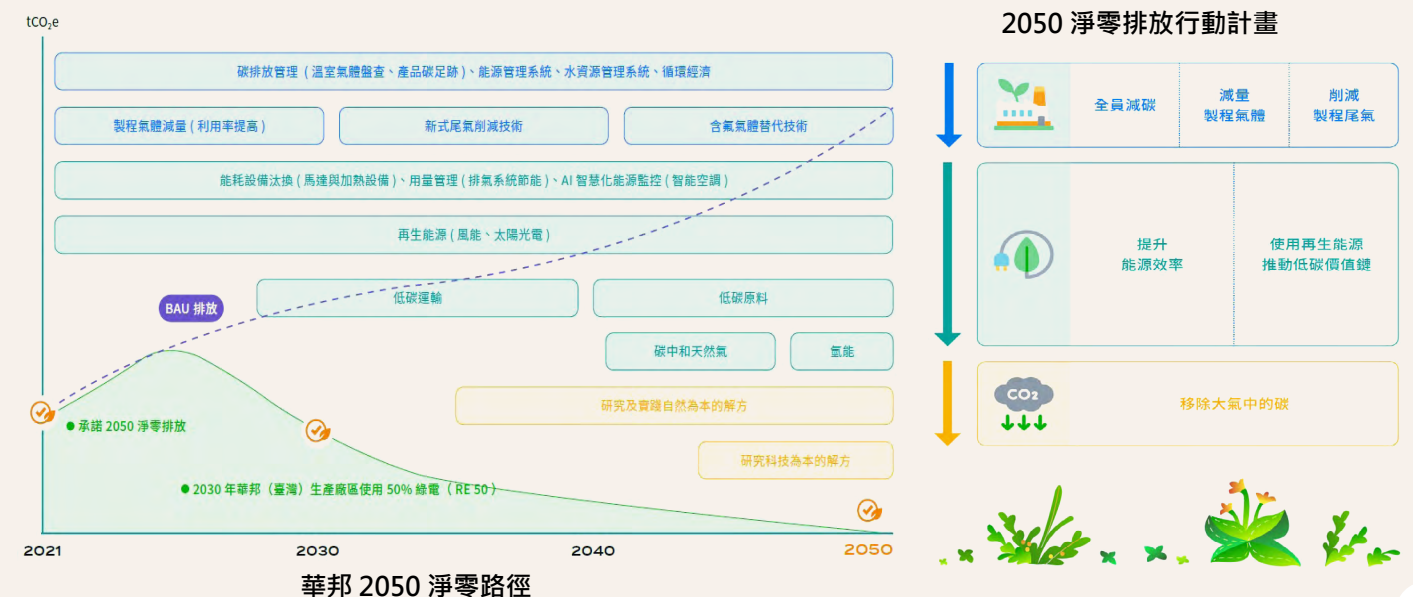 tCO₂e
碳排放管理 ( 溫室氣體盤查、產品碳足跡 )、能源管理系統、水資源管理系統、循環經濟
製程氣體減量 ( 利用率提高 )
新式尾氣削減技術
含氟氣體替代技術
能耗設備汰換 ( 馬達與加熱設備 )、用量管理 ( 排氣系統節能 )、AI 智慧化能源監控 ( 智能空調 )
再生能源 ( 風能、太陽光電 )
低碳運輸
低碳原料
BAU 排放
碳中和天然氣
氫能
研究及實踐自然為本的解方
研究科技為本的解方
● 承諾 2050 淨零排放
● 2030 年華邦（臺灣）生產廠區使用 50% 綠電（ RE 50 ）
2021
2030
2040
2050
華邦 2050 淨零路徑
2050 淨零排放行動計畫
全員減碳
減量
製程氣體
削減
製程尾氣
提升
能源效率
使用再生能源
推動低碳價值鏈
CO₂
移除大氣中的碳